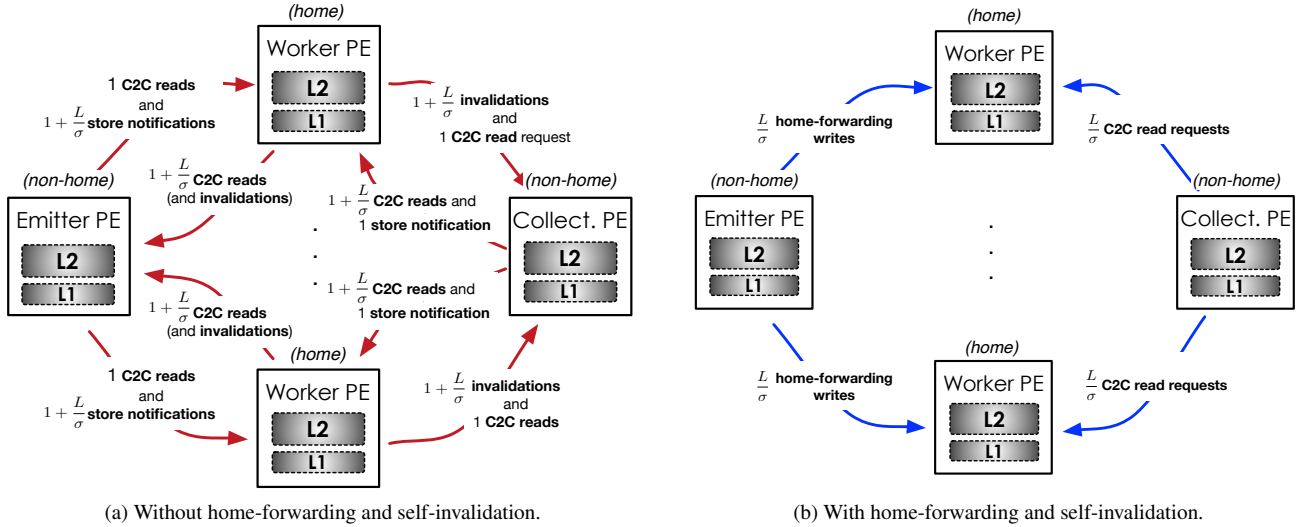 (home)
Worker PE
L2
L1
1 C2C reads
and
1 + L/σ store notifications
1 + L/σ invalidations
and
1 C2C read request
1 + L/σ C2C reads
(and invalidations)
1 + L/σ C2C reads and
1 store notification
(non-home)
Emitter PE
L2
L1
(non-home)
Collect. PE
L2
L1
.
.
.
1 + L/σ C2C reads
(and invalidations)
1 + L/σ C2C reads and
1 store notification
1 C2C reads
and
1 + L/σ store notifications
(home)
Worker PE
L2
L1
1 + L/σ invalidations
and
1 C2C reads
(a) Without home-forwarding and self-invalidation.
(home)
Worker PE
L2
L1
L/σ home-forwarding
writes
L/σ C2C read requests
(non-home)
Emitter PE
L2
L1
.
.
.
(non-home)
Collect. PE
L2
L1
L/σ home-forwarding
writes
(home)
Worker PE
L2
L1
L/σ C2C read requests
(b) With home-forwarding and self-invalidation.